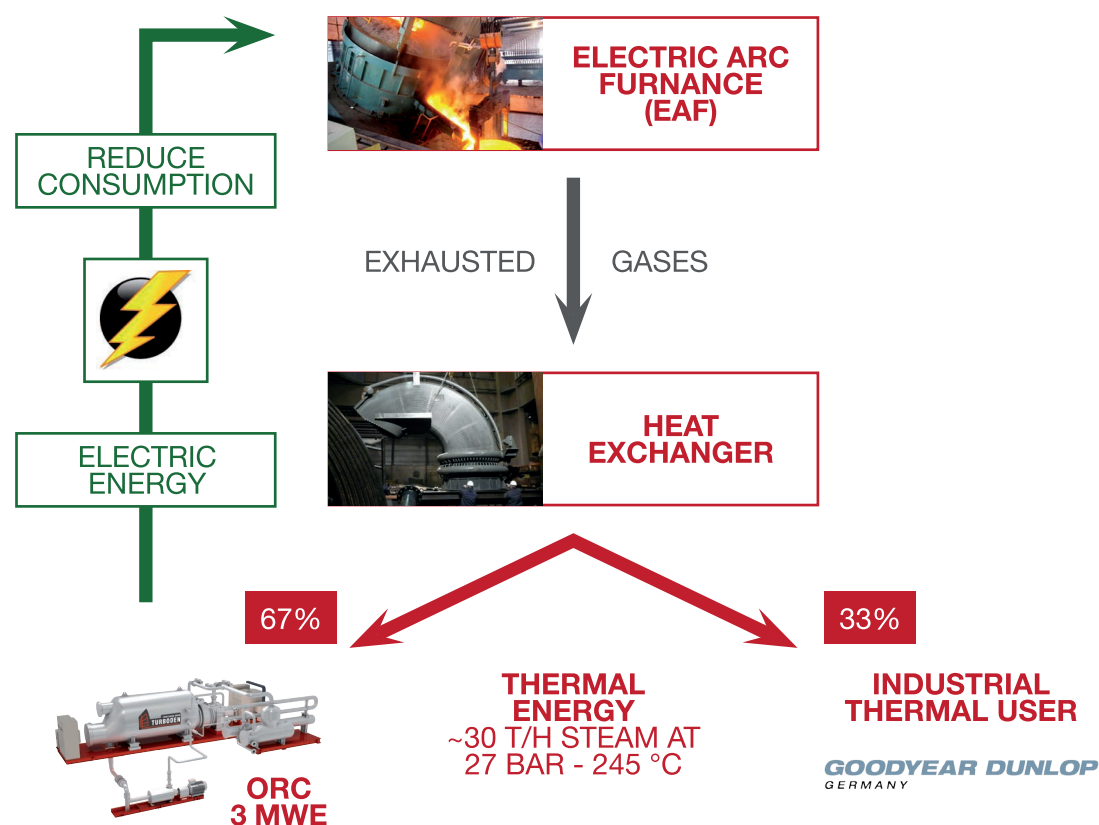 ELECTRIC ARC
FURNANCE
(EAF)
REDUCE
CONSUMPTION
EXHAUSTED GASES
HEAT
EXCHANGER
ELECTRIC
ENERGY
67%
33%
TURBODEN
THERMAL
ENERGY
~30 T/H STEAM AT
27 BAR - 245 °C
INDUSTRIAL
THERMAL USER
GOODYEAR DUNLOP
GERMANY
ORC
3 MWE